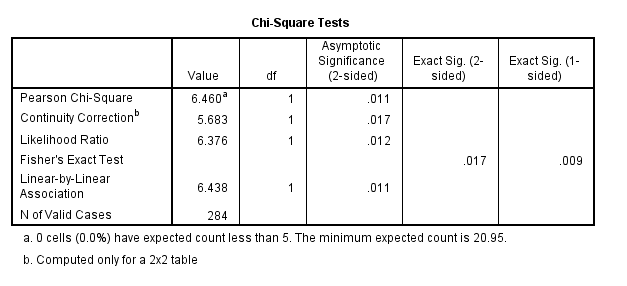 Chi-Square Tests
Value df Asymptotic Significance (2-sided) Exact Sig. (2-sided) Exact Sig. (1-sided)
Pearson Chi-Square 6.460a 1 .011
Continuity Correctionb 5.683 1 .017
Likelihood Ratio 6.376 1 .012
Fisher's Exact Test .017 .009
Linear-by-Linear Association 6.438 1 .011
N of Valid Cases 284
a. 0 cells (0.0%) have expected count less than 5. The minimum expected count is 20.95.
b. Computed only for a 2x2 table